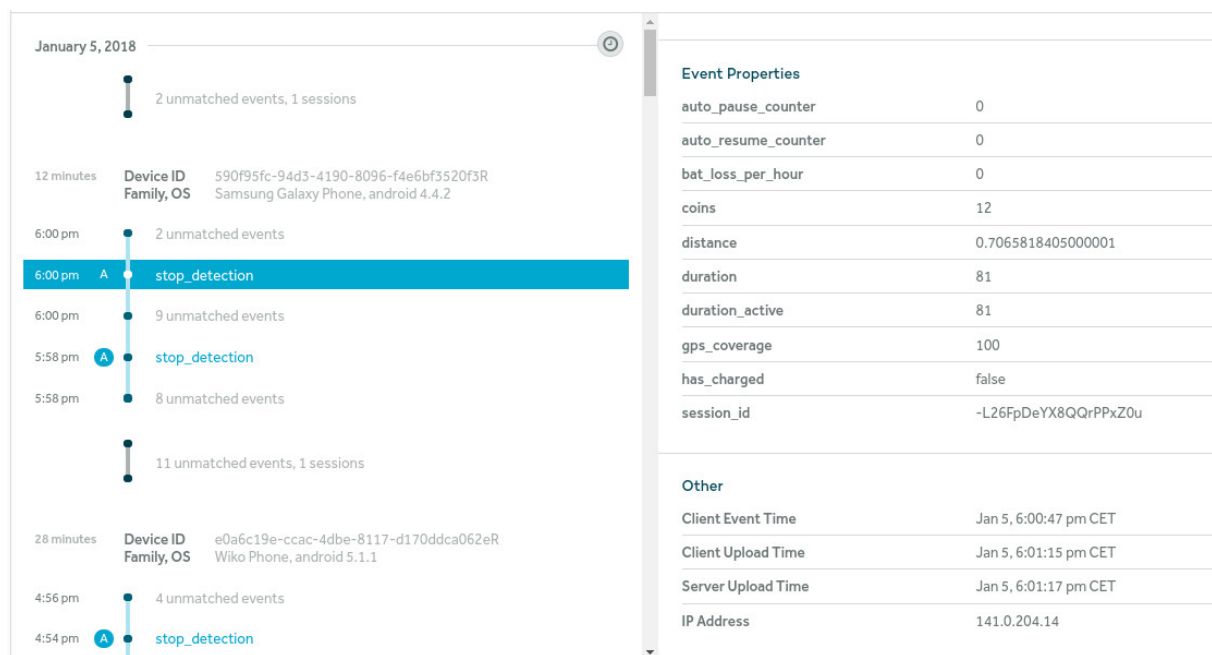 January 5, 2018
2 unmatched events, 1 sessions
12 minutes Device ID 590f95fc-94d3-4190-8096-f4e6bf3520f3R
Family, OS Samsung Galaxy Phone, android 4.4.2
6:00 pm 2 unmatched events
6:00 pm A stop_detection
6:00 pm 9 unmatched events
5:58 pm A stop_detection
5:58 pm 8 unmatched events
11 unmatched events, 1 sessions
28 minutes Device ID e0a6c19e-ccac-4dbe-8117-d170ddca062eR
Family, OS Wiko Phone, android 5.1.1
4:56 pm 4 unmatched events
4:54 pm A stop_detection
Event Properties
auto_pause_counter 0
auto_resume_counter 0
bat_loss_per_hour 0
coins 12
distance 0.7065818405000001
duration 81
duration_active 81
gps_coverage 100
has_charged false
session_id -L26FpDeYX8QQrPPxZ0u
Other
Client Event Time Jan 5, 6:00:47 pm CET
Client Upload Time Jan 5, 6:01:15 pm CET
Server Upload Time Jan 5, 6:01:17 pm CET
IP Address 141.0.204.14